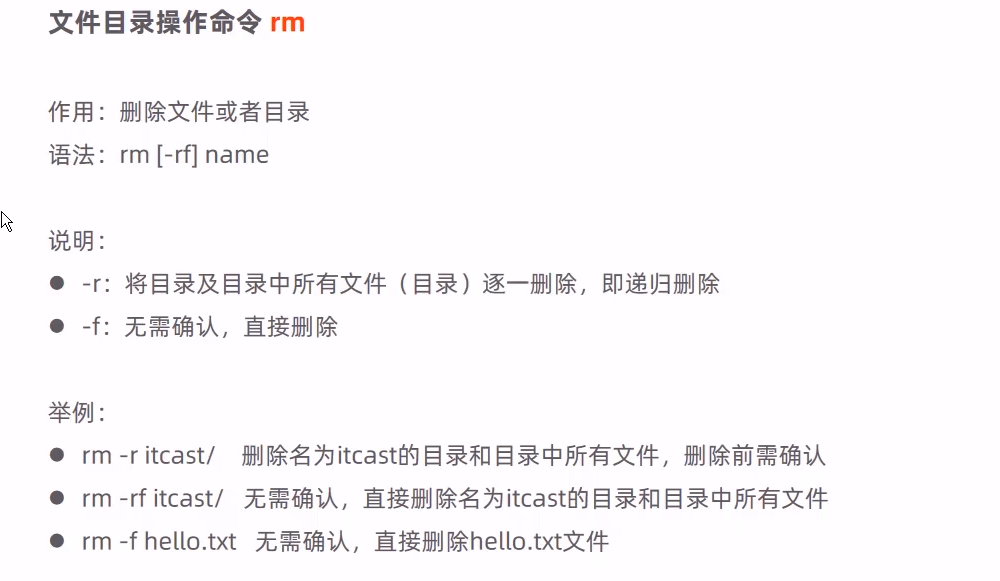 文件目录操作命令 rm
作用：删除文件或者目录
语法：rm [-rf] name
说明：
● -r：将目录及目录中所有文件（目录）逐一删除，即递归删除
● -f：无需确认，直接删除
举例：
● rm -r itcast/ 删除名为itcast的目录和目录中所有文件，删除前需确认
● rm -rf itcast/ 无需确认，直接删除名为itcast的目录和目录中所有文件
● rm -f hello.txt 无需确认，直接删除hello.txt文件